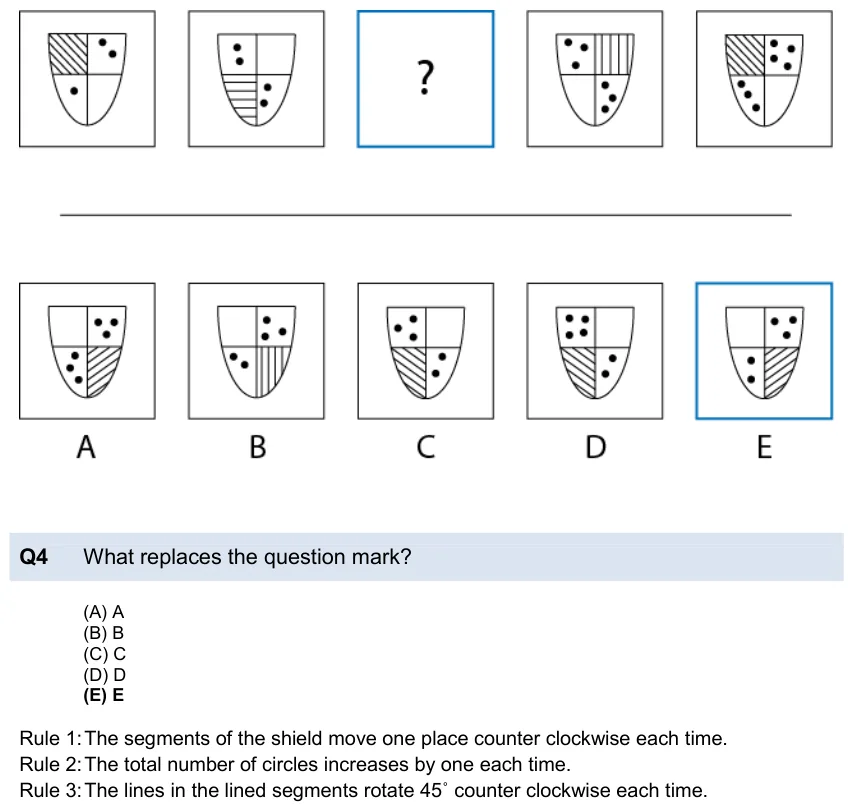 ?
A B C D E
Q4 What replaces the question mark?
(A) A
(B) B
(C) C
(D) D
(E) E
Rule 1: The segments of the shield move one place counter clockwise each time.
Rule 2: The total number of circles increases by one each time.
Rule 3: The lines in the lined segments rotate 45˚ counter clockwise each time.